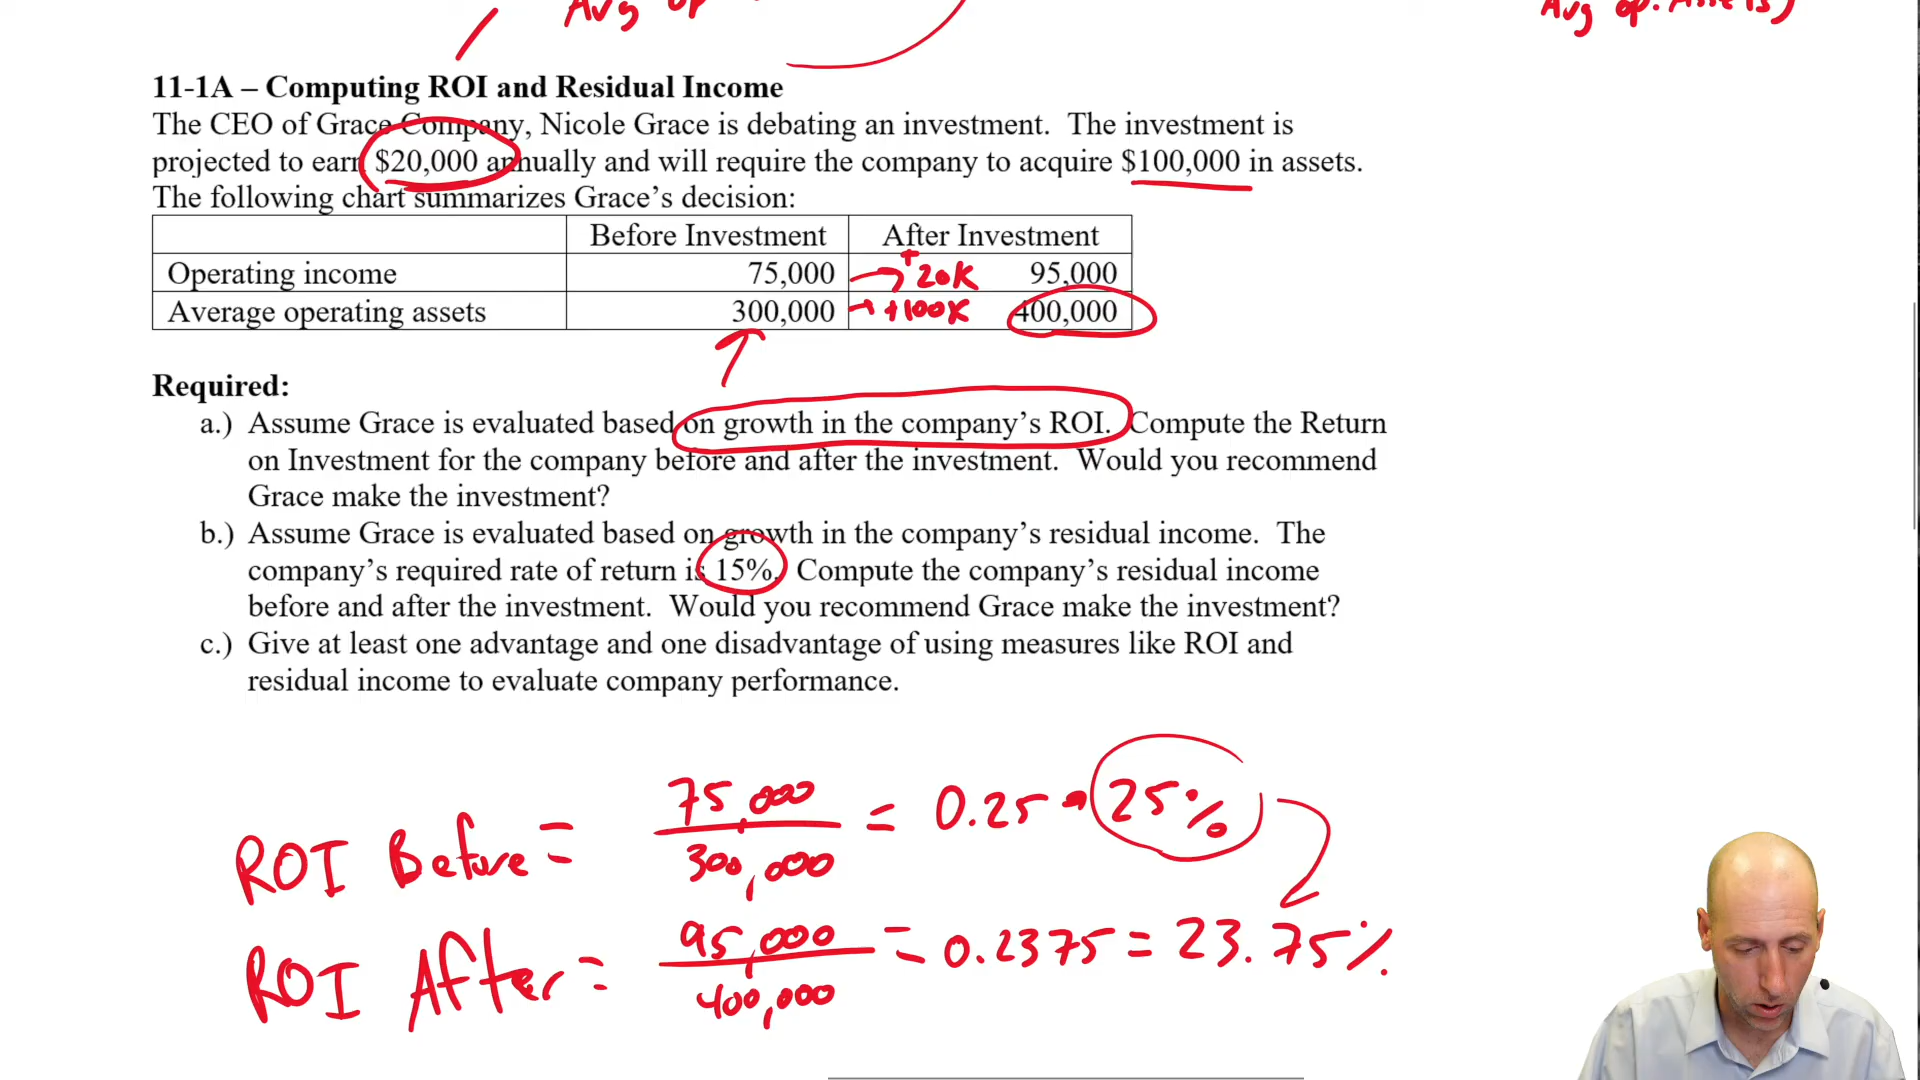 Avg op
Avg op. Assets)
11-1A – Computing ROI and Residual Income
The CEO of Grace Company, Nicole Grace is debating an investment. The investment is
projected to earn $20,000 annually and will require the company to acquire $100,000 in assets.
The following chart summarizes Grace’s decision:
Before Investment After Investment
Operating income 75,000 +20K 95,000
Average operating assets 300,000 +100K 400,000
Required:
a.) Assume Grace is evaluated based on growth in the company’s ROI. Compute the Return
on Investment for the company before and after the investment. Would you recommend
Grace make the investment?
b.) Assume Grace is evaluated based on growth in the company’s residual income. The
company’s required rate of return is 15%. Compute the company’s residual income
before and after the investment. Would you recommend Grace make the investment?
c.) Give at least one advantage and one disadvantage of using measures like ROI and
residual income to evaluate company performance.
ROI Before = 75,000 / 300,000 = 0.25 → 25%
ROI After = 95,000 / 400,000 = 0.2375 = 23.75%